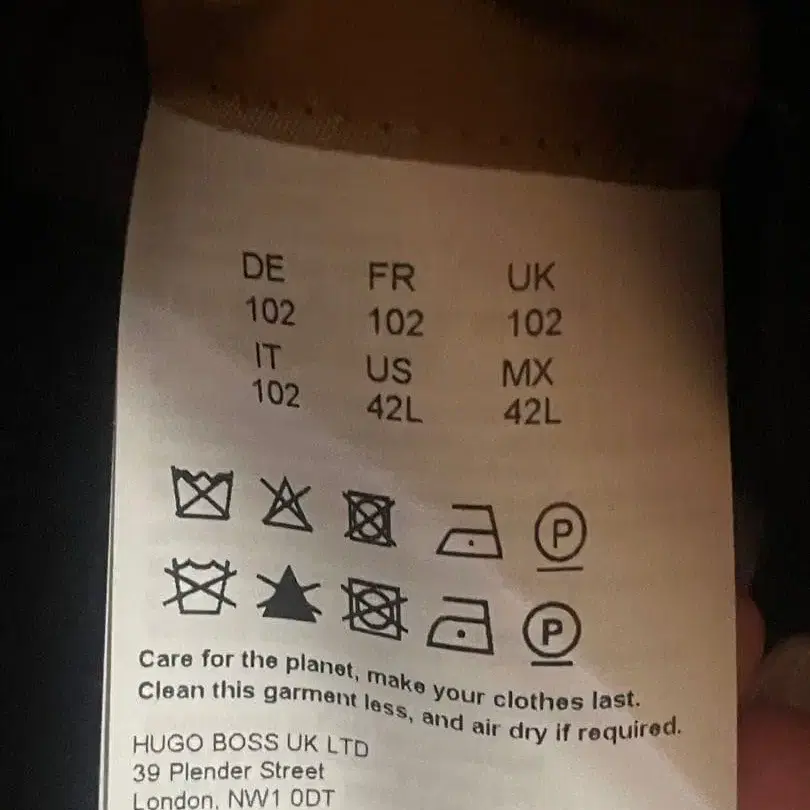 DE FR UK
102 102 102
IT US MX
102 42L 42L
P
P
Care for the planet, make your clothes last.
Clean this garment less, and air dry if required.
HUGO BOSS UK LTD
39 Plender Street
London, NW1 0DT